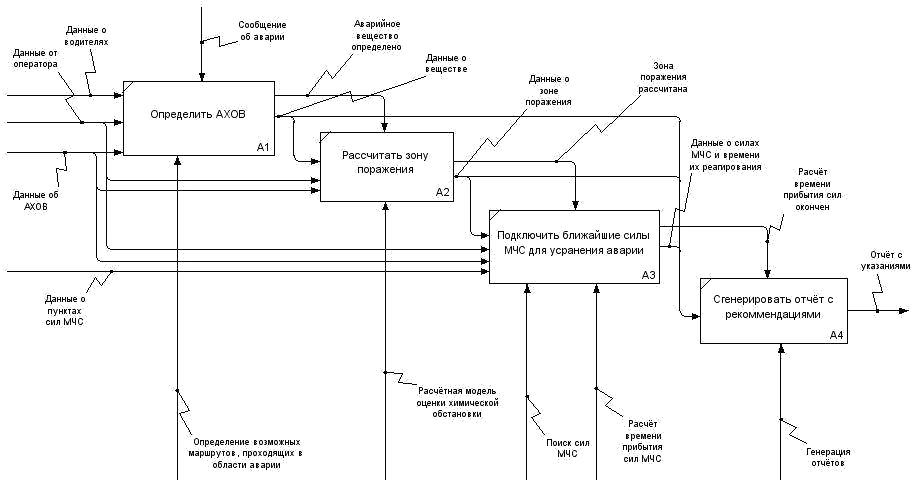 Сообщение
об аварии
Аварийное
вещество
определено
Данные о
водителях
Данные от
оператора
Данные о
веществе
Данные о
зоне
поражения
Зона
поражения
рассчитана
Определить АХОВ
A1
Рассчитать зону
поражения
A2
Данные о силах
МЧС и времени
их реагирования
Данные об
АХОВ
Расчёт
времени
прибытия сил
окончен
Подключить ближайшие силы
МЧС для усранения аварии
A3
Отчёт с
указаниями
Данные о
пунктах
сил МЧС
Сгенерировать отчёт с
рекоммендациями
A4
Расчётная модель
оценки химической
обстановки
Определение возможных
маршрутов, проходящих в
области аварии
Поиск сил
МЧС
Расчёт
времени
прибытия
сил МЧС
Генерация
отчётов